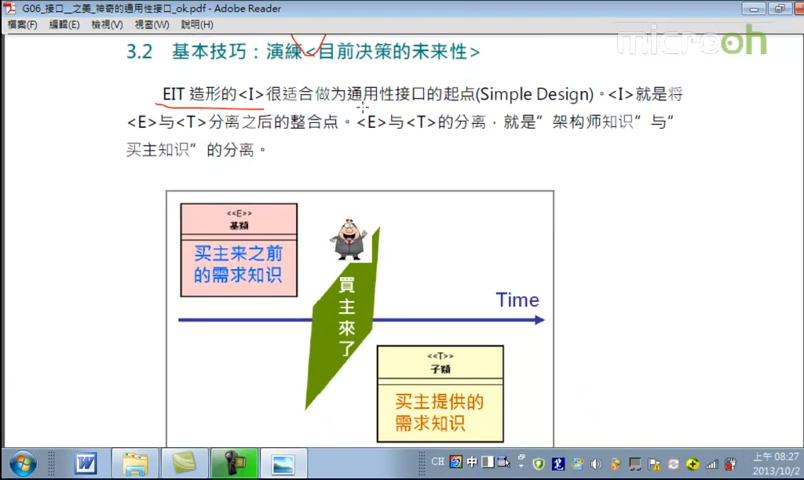 G06_接口__之美_神奇的通用性接口_ok.pdf - Adobe Reader
檔案(F) 編輯(E) 檢視(V) 視窗(W) 說明(H)
microoh
3.2 基本技巧：演練<目前决策的未来性>
EIT 造形的<I>很适合做为通用性接口的起点(Simple Design)。<I>就是将
<E>与<T>分离之后的整合点。<E>与<T>的分离，就是“架构师知识”与“
买主知识”的分离。
<<E>>
基類
买主来之前
的需求知识
買主來了
Time
<<T>>
子類
买主提供的
需求知识
CH
中
上午 08:27
2013/10/2